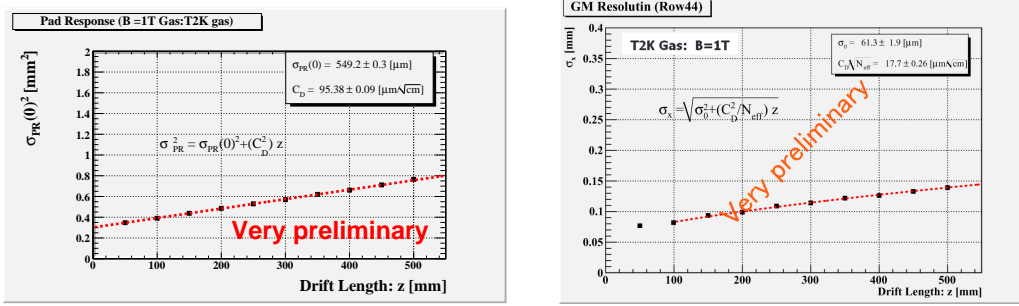 Pad Response (B =1T Gas:T2K gas)
σPR(0)² [mm²]
2
1.8
1.6
1.4
1.2
1
0.8
0.6
0.4
0.2
0
σPR(0) = 549.2 ± 0.3 [μm]
CD = 95.38 ± 0.09 [μm/√cm]
σ²PR = σPR(0)²+(C²D) z
Very preliminary
0 100 200 300 400 500
Drift Length: z [mm]
GM Resolutin (Row44)
σx [mm]
0.4
0.35
0.3
0.25
0.2
0.15
0.1
0.05
0
T2K Gas: B=1T
σ0 = 61.3 ± 1.9 [μm]
CD/√Neff = 17.7 ± 0.26 [μm/√cm]
σx = √σ0²+(C²D/Neff) z
Very preliminary
0 100 200 300 400 500
Drift Length: z [mm]